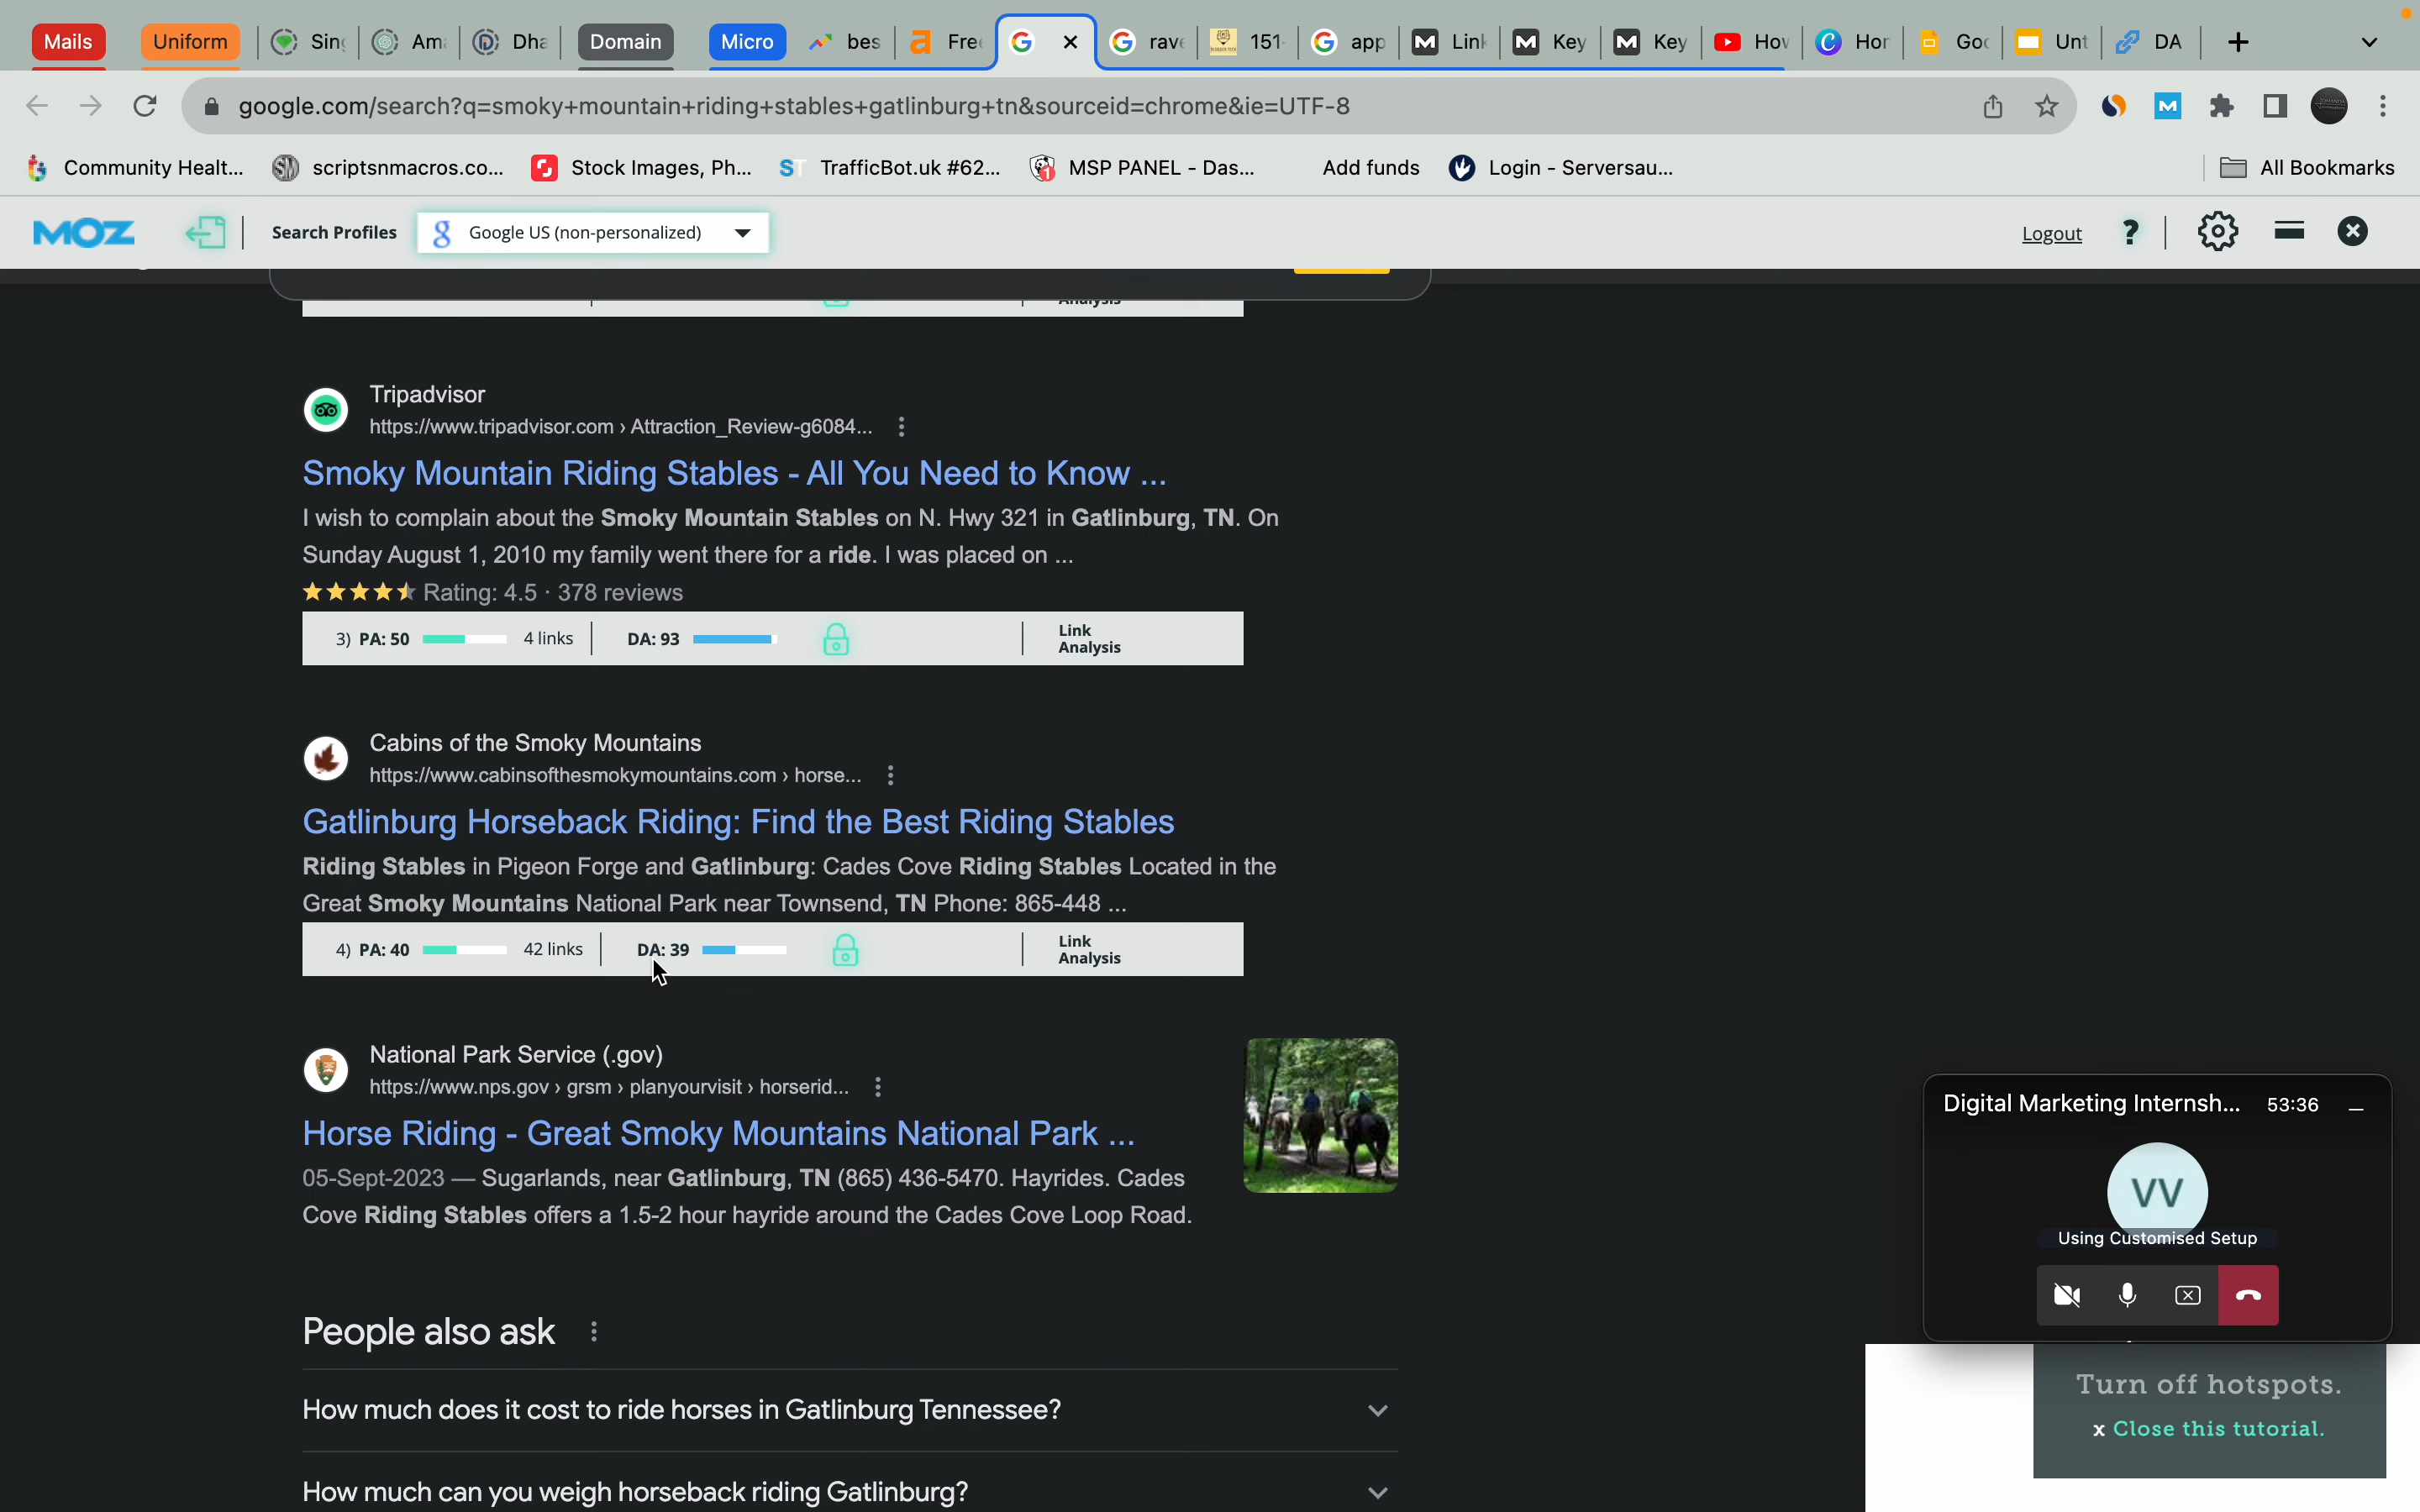 Mails Uniform Sin Am Dha Domain Micro bes Fre rave 151 app Link Key Key Hov Hor Goo Unt DA
google.com/search?q=smoky+mountain+riding+stables+gatlinburg+tn&sourceid=chrome&ie=UTF-8
Community Healt... scriptsnmacros.co... Stock Images, Ph... TrafficBot.uk #62... MSP PANEL - Das... Add funds Login - Serversau... All Bookmarks
MOZ Search Profiles Google US (non-personalized) Logout ?
Analysis
Tripadvisor
https://www.tripadvisor.com › Attraction_Review-g6084...
Smoky Mountain Riding Stables - All You Need to Know ...
I wish to complain about the Smoky Mountain Stables on N. Hwy 321 in Gatlinburg, TN. On
Sunday August 1, 2010 my family went there for a ride. I was placed on ...
Rating: 4.5 · 378 reviews
3) PA: 50 4 links DA: 93 Link
Analysis
Cabins of the Smoky Mountains
https://www.cabinsofthesmokymountains.com › horse...
Gatlinburg Horseback Riding: Find the Best Riding Stables
Riding Stables in Pigeon Forge and Gatlinburg: Cades Cove Riding Stables Located in the
Great Smoky Mountains National Park near Townsend, TN Phone: 865-448 ...
4) PA: 40 42 links DA: 39 Link
Analysis
National Park Service (.gov)
https://www.nps.gov › grsm › planyourvisit › horserid...
Horse Riding - Great Smoky Mountains National Park ...
05-Sept-2023 — Sugarlands, near Gatlinburg, TN (865) 436-5470. Hayrides. Cades
Cove Riding Stables offers a 1.5-2 hour hayride around the Cades Cove Loop Road.
People also ask
How much does it cost to ride horses in Gatlinburg Tennessee?
How much can you weigh horseback riding Gatlinburg?
Digital Marketing Internsh... 53:36
VV
Using Customised Setup
Turn off hotspots.
x Close this tutorial.